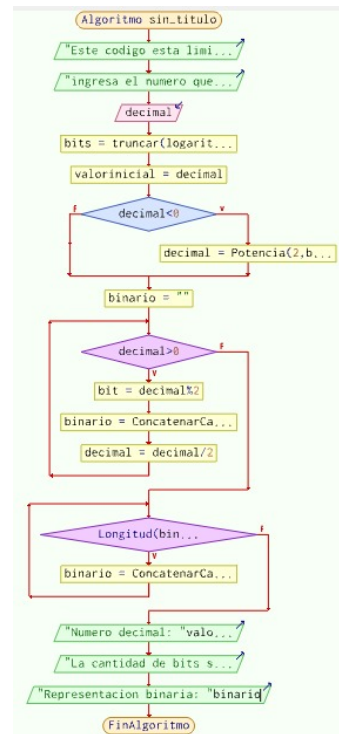 Algoritmo sin_titulo
"Este codigo esta limi...
"ingresa el numero que...
decimal
bits = truncar(logarit...
valorinicial = decimal
F
decimal<0
V
decimal = Potencia(2,b...
binario = ""
decimal>0
F
V
bit = decimal%2
binario = ConcatenarCa...
decimal = decimal/2
Longitud(bin...
F
V
binario = ConcatenarCa...
"Numero decimal: "valo...
"La cantidad de bits s...
"Representacion binaria: "binario
FinAlgoritmo